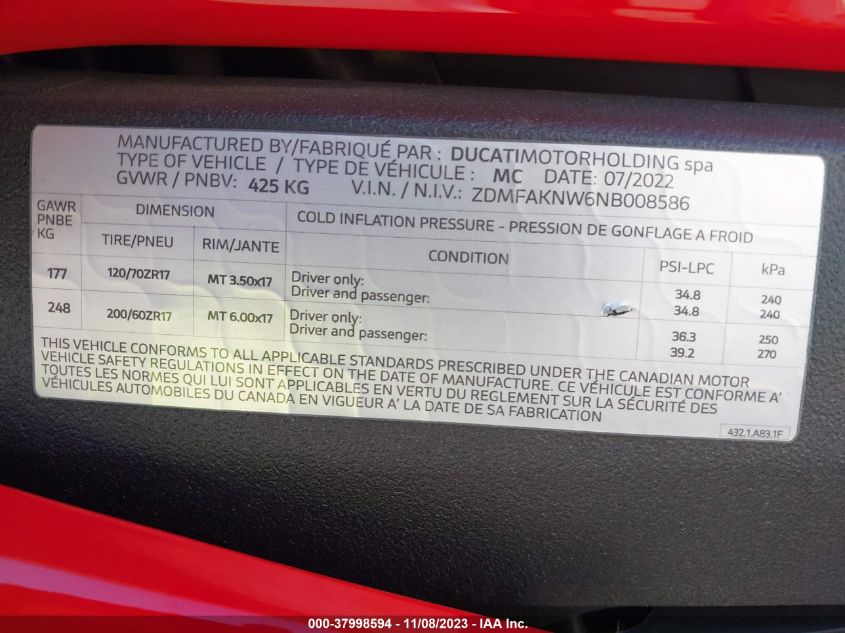 MANUFACTURED BY/FABRIQUÉ PAR : DUCATIMOTORHOLDING spa
TYPE OF VEHICLE / TYPE DE VÉHICULE : MC DATE: 07/2022
GVWR / PNBV: 425 KG V.I.N. / N.I.V.: ZDMFAKNW6NB008586
GAWR PNBE KG
DIMENSION
COLD INFLATION PRESSURE - PRESSION DE GONFLAGE A FROID
TIRE/PNEU RIM/JANTE CONDITION PSI-LPC kPa
177 120/70ZR17 MT 3.50x17 Driver only: 34.8 240
Driver and passenger: 34.8 240
248 200/60ZR17 MT 6.00x17 Driver only: 36.3 250
Driver and passenger: 39.2 270
THIS VEHICLE CONFORMS TO ALL APPLICABLE STANDARDS PRESCRIBED UNDER THE CANADIAN MOTOR
VEHICLE SAFETY REGULATIONS IN EFFECT ON THE DATE OF MANUFACTURE. CE VÉHICULE EST CONFORME A'
TOUTES LES NORMES QUI LUI SONT APPLICABLES EN VERTU DU REGLEMENT SUR LA SÉCURITÉ DES
VÉHICULES AUTOMOBILES DU CANADA EN VIGUEUR A' LA DATE DE SA FABRICATION
432.1.A83.1F
000-37998594 - 11/08/2023 - IAA Inc.